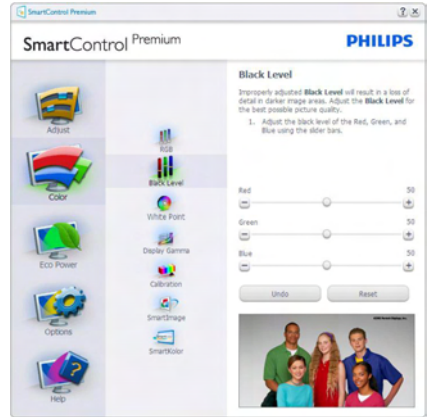 SmartControl Premium
? x
SmartControl Premium
PHILIPS
Adjust
Color
Eco Power
Options
Help
RGB
Black Level
White Point
Display Gamma
Calibration
SmartImage
SmartKolor
Black Level
Improperly adjusted Black Level will result in a loss of
detail in darker image areas. Adjust the Black Level for
the best possible picture quality.
1. Adjust the black level of the Red, Green, and
Blue using the slider bars.
Red 50
Green 50
Blue 50
Undo Reset